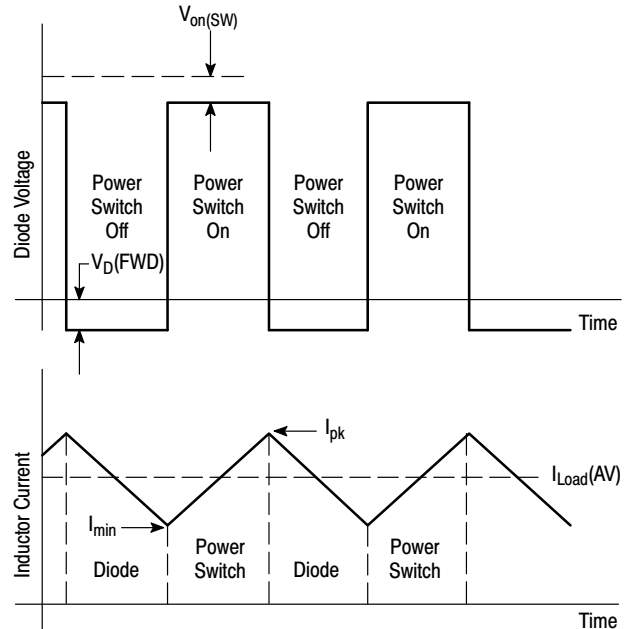 Von(SW)
Diode Voltage
Power
Switch
Off
Power
Switch
On
Power
Switch
Off
Power
Switch
On
VD(FWD)
Time
Inductor Current
Ipk
ILoad(AV)
Imin
Diode
Power
Switch
Diode
Power
Switch
Time